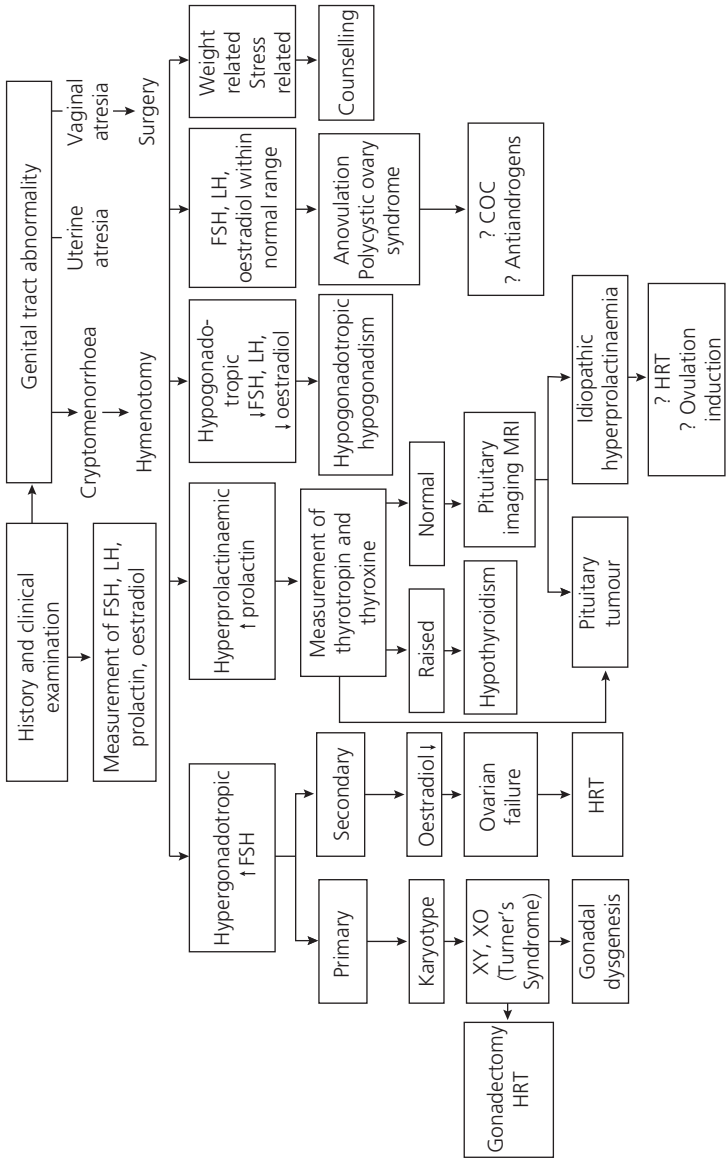 History and clinical
examination
Genital tract abnormality
Cryptomenorrhoea
Uterine
atresia
Vaginal
atresia
Hymenotomy
Surgery
Measurement of FSH, LH,
prolactin, oestradiol
Hypergonadotropic
↑FSH
Hyperprolactinaemic
↑ prolactin
Hypogonado-
tropic
↓FSH, LH,
↓ oestradiol
FSH, LH,
oestradiol within
normal range
Weight
related
Stress
related
Primary
Secondary
Measurement of
thyrotropin and
thyroxine
Hypogonadotropic
hypogonadism
Anovulation
Polycystic ovary
syndrome
Counselling
Karyotype
Oestradiol↓
Raised
Normal
Gonadectomy
HRT
XY, XO
(Turner's
Syndrome)
Ovarian
failure
Hypothyroidism
Pituitary
imaging MRI
? COC
? Antiandrogens
Gonadal
dysgenesis
HRT
Pituitary
tumour
Idiopathic
hyperprolactinaemia
? HRT
? Ovulation
induction